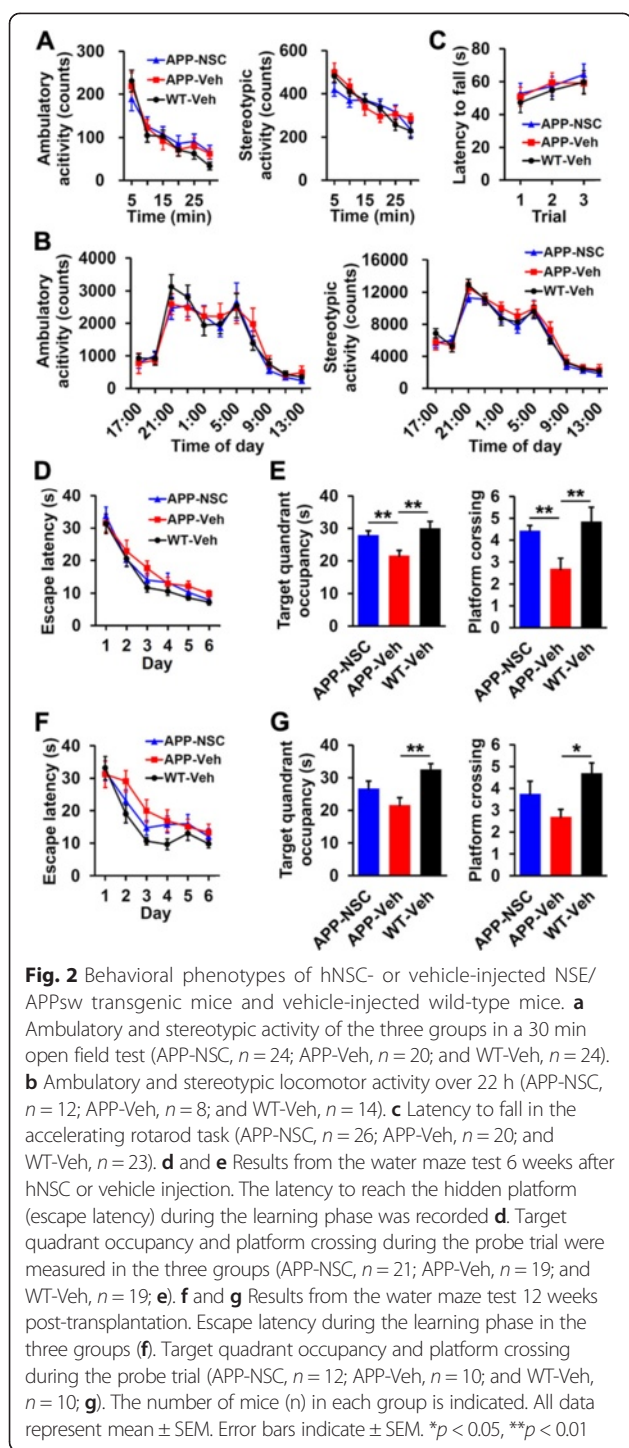 A
Ambulatory
acitivity (counts)
300
200
100
0
5
15
25
Time (min)
Stereotypic
activity (counts)
600
400
200
0
5
15
25
Time (min)
C
Latency to fall (s)
80
60
40
20
0
APP-NSC
APP-Veh
WT-Veh
1
2
3
Trial
APP-NSC
APP-Veh
WT-Veh
B
Ambulatory
acitivity (counts)
4000
3000
2000
1000
0
17:00
21:00
1:00
5:00
9:00
13:00
Time of day
Stereotypic
activity (counts)
16000
12000
8000
4000
0
17:00
21:00
1:00
5:00
9:00
13:00
Time of day
APP-NSC
APP-Veh
WT-Veh
D
Escape latency (s)
40
30
20
10
0
1 2 3 4 5 6
Day
APP-NSC
APP-Veh
WT-Veh
E
Target quandrant
occupancy (s)
40
30
20
10
0
** **
APP-NSC
APP-Veh
WT-Veh
Platform corssing
6
5
4
3
2
1
0
** **
APP-NSC
APP-Veh
WT-Veh
F
Escape latency (s)
40
30
20
10
0
1 2 3 4 5 6
Day
APP-NSC
APP-Veh
WT-Veh
G
Target quandrant
occupancy (s)
40
30
20
10
0
**
APP-NSC
APP-Veh
WT-Veh
Platform crossing
6
5
4
3
2
1
0
*
APP-NSC
APP-Veh
WT-Veh
Fig. 2 Behavioral phenotypes of hNSC- or vehicle-injected NSE/
APPsw transgenic mice and vehicle-injected wild-type mice. a
Ambulatory and stereotypic activity of the three groups in a 30 min
open field test (APP-NSC, n = 24; APP-Veh, n = 20; and WT-Veh, n = 24).
b Ambulatory and stereotypic locomotor activity over 22 h (APP-NSC,
n = 12; APP-Veh, n = 8; and WT-Veh, n = 14). c Latency to fall in the
accelerating rotarod task (APP-NSC, n = 26; APP-Veh, n = 20; and
WT-Veh, n = 23). d and e Results from the water maze test 6 weeks after
hNSC or vehicle injection. The latency to reach the hidden platform
(escape latency) during the learning phase was recorded d. Target
quadrant occupancy and platform crossing during the probe trial were
measured in the three groups (APP-NSC, n = 21; APP-Veh, n = 19; and
WT-Veh, n = 19; e). f and g Results from the water maze test 12 weeks
post-transplantation. Escape latency during the learning phase in the
three groups (f). Target quadrant occupancy and platform crossing
during the probe trial (APP-NSC, n = 12; APP-Veh, n = 10; and WT-Veh,
n = 10; g). The number of mice (n) in each group is indicated. All data
represent mean ± SEM. Error bars indicate ± SEM. *p < 0.05, **p < 0.01